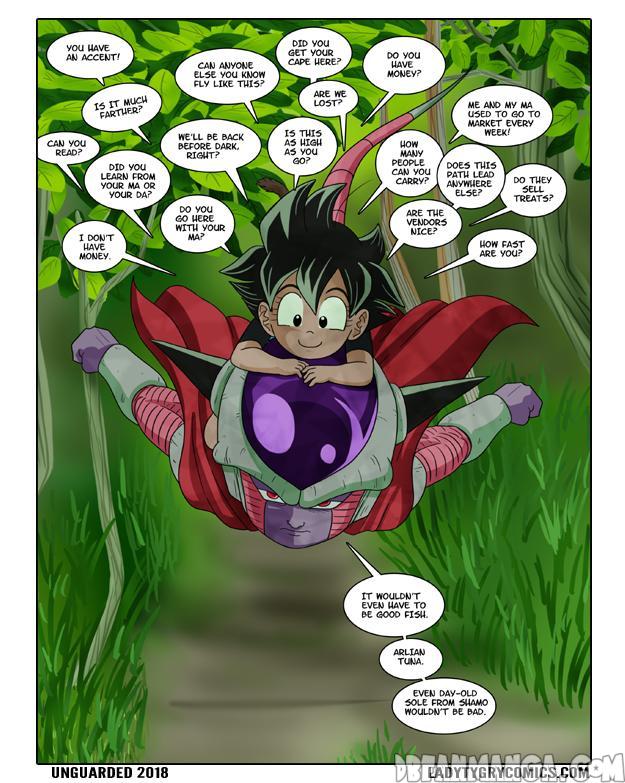 YOU HAVE
AN ACCENT!
CAN ANYONE
ELSE YOU KNOW
FLY LIKE THIS?
DID YOU
GET YOUR
CAPE HERE?
DO YOU
HAVE
MONEY?
IS IT MUCH
FARTHER?
ARE WE
LOST?
ME AND MY MA
USED TO GO TO
MARKET EVERY
WEEK!
CAN YOU
READ?
WE'LL BE BACK
BEFORE DARK,
RIGHT?
IS THIS
AS HIGH
AS YOU
GO?
HOW
MANY
PEOPLE
CAN YOU
CARRY?
DOES THIS
PATH LEAD
ANYWHERE
ELSE?
DID YOU
LEARN FROM
YOUR MA OR
YOUR DA?
DO THEY
SELL
TREATS?
DO YOU
GO HERE
WITH YOUR
MA?
ARE THE
VENDORS
NICE?
I DON'T
HAVE
MONEY.
HOW FAST
ARE YOU?
IT WOULDN'T
EVEN HAVE TO
BE GOOD FISH.
ARLIAN
TUNA.
EVEN DAY-OLD
SOLE FROM SHAMO
WOULDN'T BE BAD.
UNGUARDED 2018
LADYTYGRYCOMICS.COM
DBFANMANGA.COM